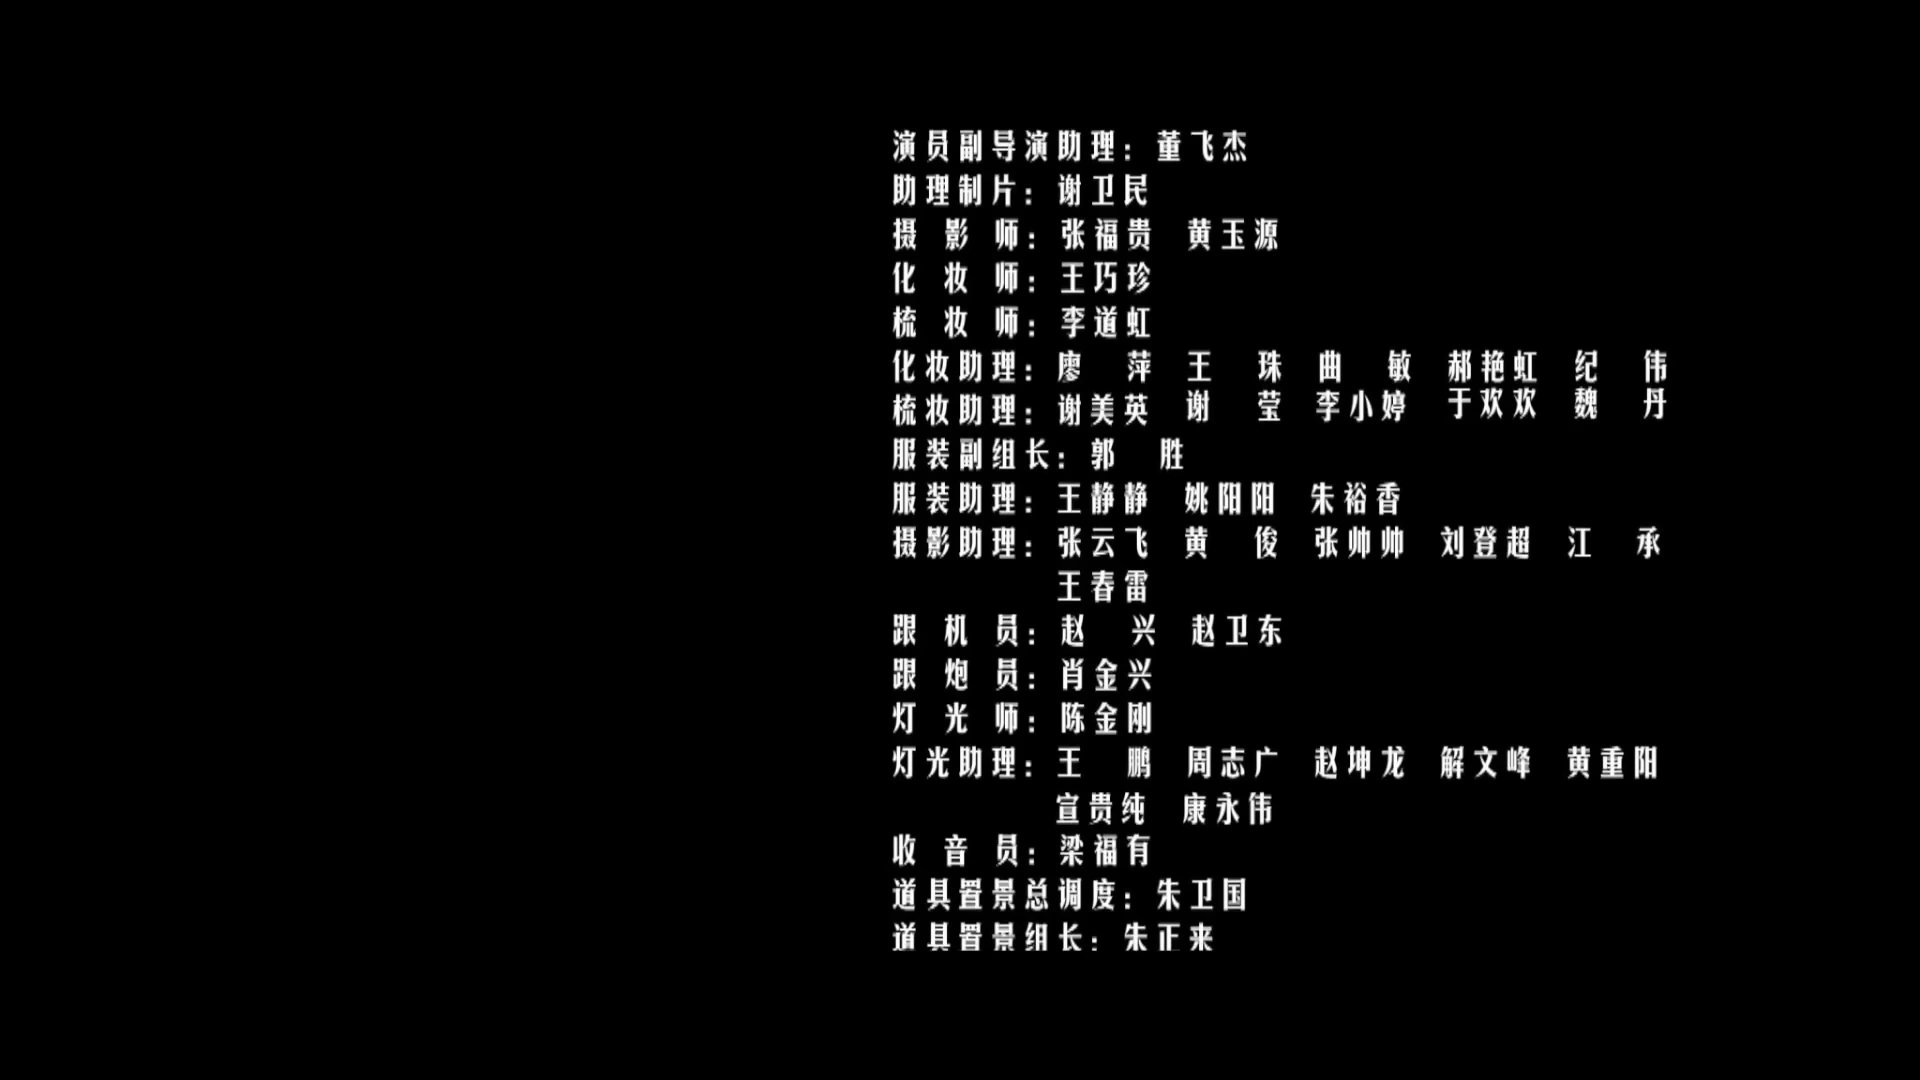 演员副导演助理：董飞杰
助理制片：谢卫民
摄 影 师：张福贵 黄玉源
化 妆 师：王巧珍
梳 妆 师：李道虹
化妆助理：廖 萍 王 珠 曲 敏 郝艳虹 纪 伟
梳妆助理：谢美英 谢 莹 李小婷 于欢欢 魏 丹
服装副组长：郭 胜
服装助理：王静静 姚阳阳 朱裕香
摄影助理：张云飞 黄 俊 张帅帅 刘登超 江 承
王春雷
跟 机 员：赵 兴 赵卫东
跟 炮 员：肖金兴
灯 光 师：陈金刚
灯光助理：王 鹏 周志广 赵坤龙 解文峰 黄重阳
宣贵纯 康永伟
收 音 员：梁福有
道具置景总调度：朱卫国
道具置景组长：朱正来